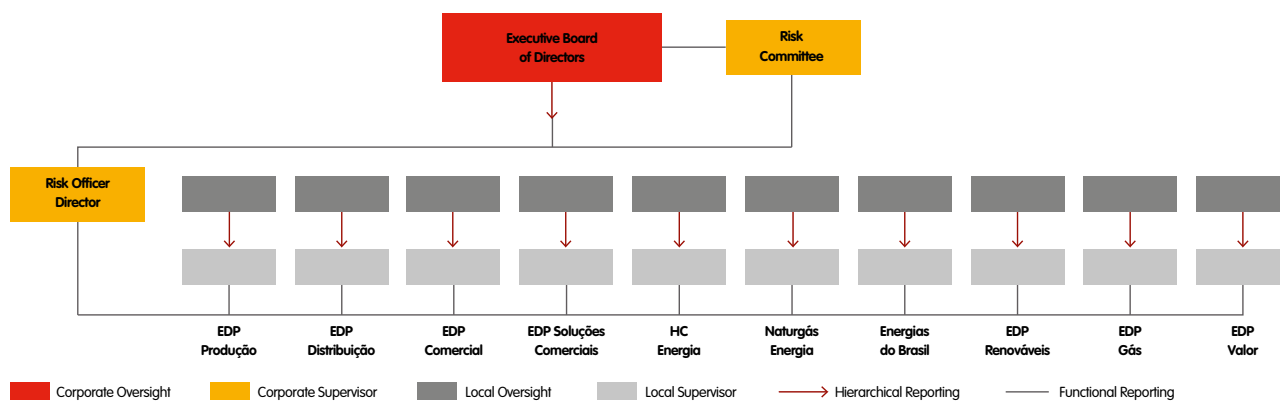 Executive Board
of Directors
Risk
Committee
Risk Officer
Director
EDP
Produção
EDP
Distribuição
EDP
Comercial
EDP Soluções
Comerciais
HC
Energia
Naturgás
Energia
Energias
do Brasil
EDP
Renováveis
EDP
Gás
EDP
Valor
Corporate Oversight
Corporate Supervisor
Local Oversight
Local Supervisor
Hierarchical Reporting
Functional Reporting